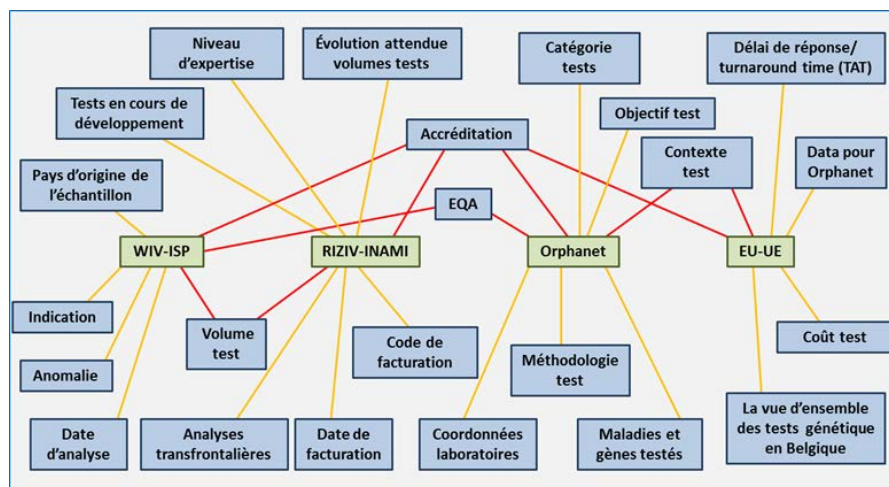 Niveau
d'expertise
Évolution attendue
volumes tests
Catégorie
tests
Délai de réponse/
turnaround time (TAT)
Tests en cours de
développement
Accréditation
Objectif test
Contexte
test
Data pour
Orphanet
Pays d'origine de
l'échantillon
EQA
WIV-ISP
RIZIV-INAMI
Orphanet
EU-UE
Indication
Volume
test
Code de
facturation
Méthodologie
test
Coût test
Anomalie
Date
d'analyse
Analyses
transfrontalières
Date de
facturation
Coordonnées
laboratoires
Maladies et
gènes testés
La vue d'ensemble
des tests génétique
en Belgique